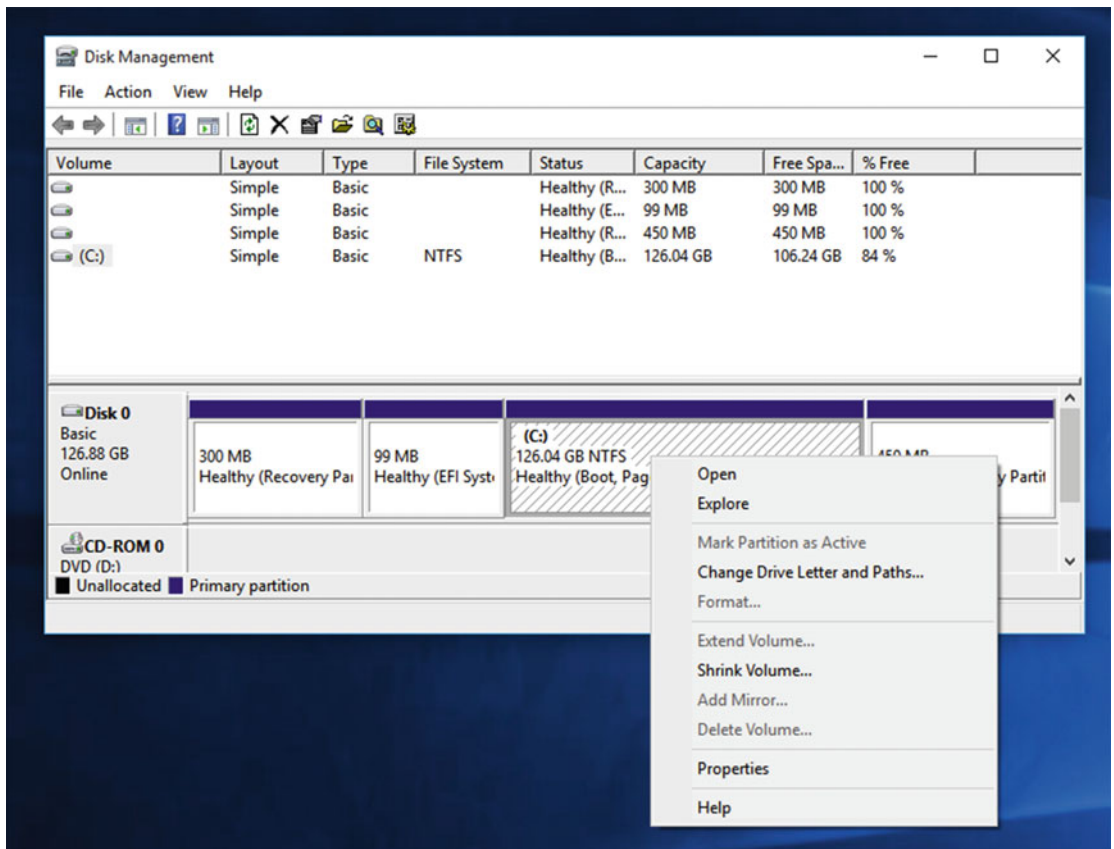 Disk Management
File Action View Help
Volume Layout Type File System Status Capacity Free Spa... % Free
Simple Basic Healthy (R... 300 MB 300 MB 100 %
Simple Basic Healthy (E... 99 MB 99 MB 100 %
Simple Basic Healthy (R... 450 MB 450 MB 100 %
(C:) Simple Basic NTFS Healthy (B... 126.04 GB 106.24 GB 84 %
Disk 0
Basic
126.88 GB
Online
300 MB
Healthy (Recovery Par
99 MB
Healthy (EFI Syst
(C:)
126.04 GB NTFS
Healthy (Boot, Pag
450 MB
y Partit
Open
Explore
Mark Partition as Active
Change Drive Letter and Paths...
Format...
Extend Volume...
Shrink Volume...
Add Mirror...
Delete Volume...
Properties
Help
CD-ROM 0
DVD (D:)
Unallocated Primary partition